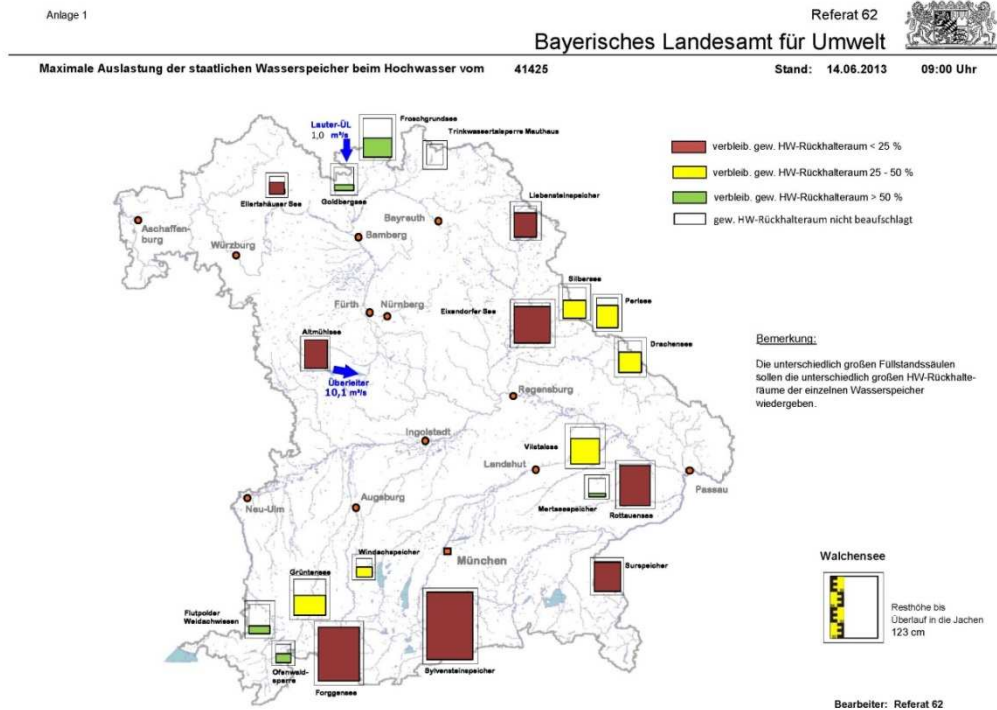 Anlage 1
Referat 62
Bayerisches Landesamt für Umwelt
Maximale Auslastung der staatlichen Wasserspeicher beim Hochwasser vom 41425 Stand: 14.06.2013 09:00 Uhr
Lauter-ÜL
1,0 m³/s
Froschgrundsee
Trinkwassertalsperre Mauthaus
verbleib. gew. HW-Rückhalteraum < 25 %
verbleib. gew. HW-Rückhalteraum 25 - 50 %
verbleib. gew. HW-Rückhalteraum > 50 %
gew. HW-Rückhalteraum nicht beaufschlagt
Ellertshäuser See
Goldbergsee
Liebensteinspeicher
Aschaffen-
burg
Würzburg
Bayreuth
Bamberg
Silbersee
Perlsee
Fürth
Nürnberg
Eixendorfer See
Altmühlsee
Drachensee
Überleiter
10,1 m³/s
Bemerkung:
Die unterschiedlich großen Füllstandssäulen
sollen die unterschiedlich großen HW-Rückhalte-
räume der einzelnen Wasserspeicher
wiedergeben.
Regensburg
Ingolstadt
Vilstalsee
Landshut
Passau
Neu-Ulm
Augsburg
Mertseespeicher
Rottauensee
Windachspeicher
München
Grüntensee
Surspeicher
Walchensee
Resthöhe bis
Überlauf in die Jachen
123 cm
Flutpolder
Weidachwiesen
Ofenwald-
sperre
Forggensee
Sylvensteinspeicher
Bearbeiter: Referat 62